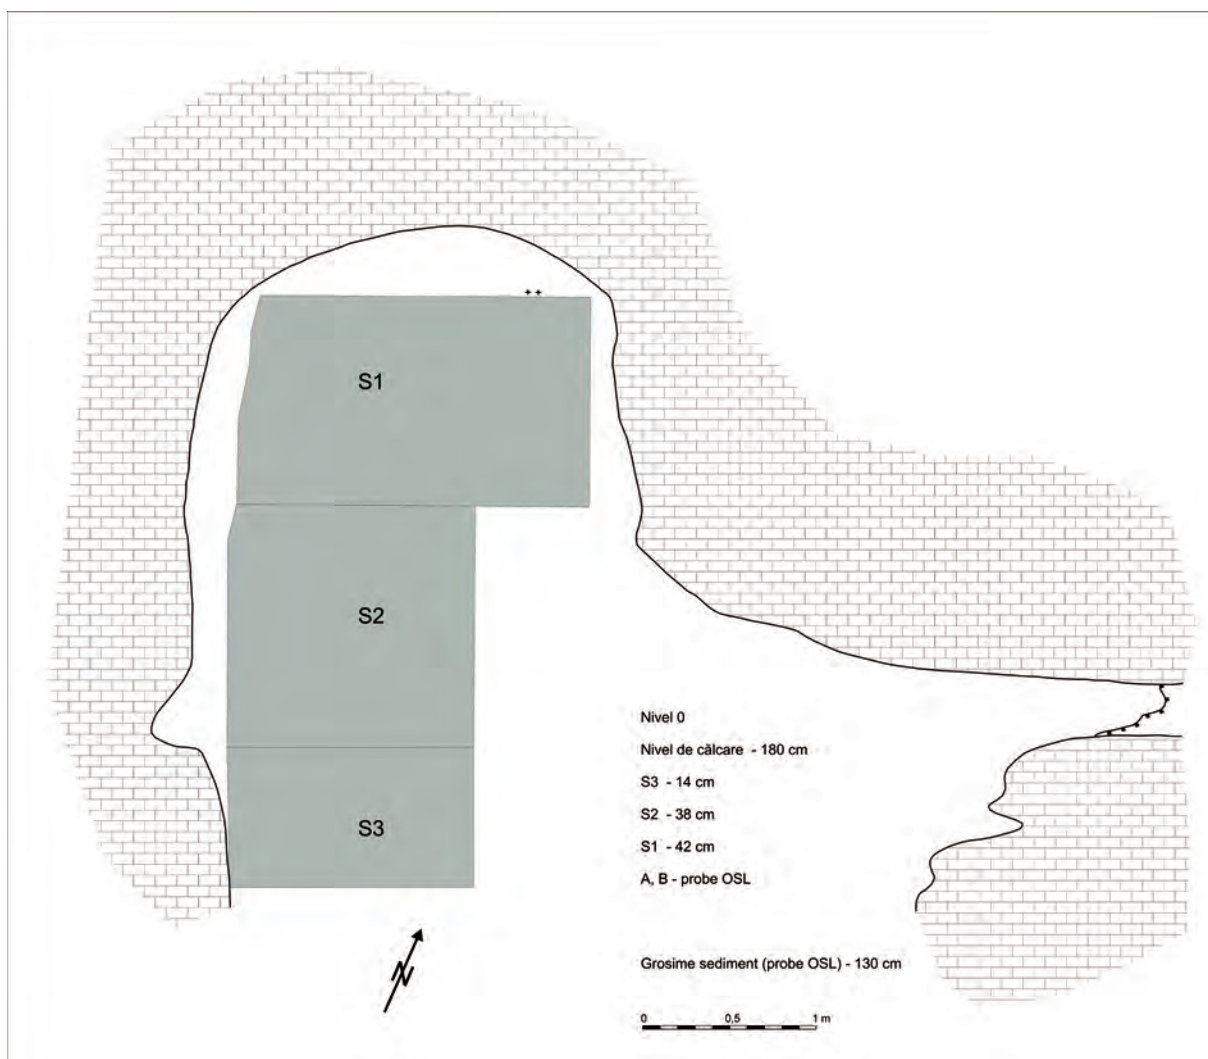 S1
S2
S3
Nivel 0
Nivel de călcare - 180 cm
S3 - 14 cm
S2 - 38 cm
S1 - 42 cm
A, B - probe OSL
N
Grosime sediment (probe OSL) - 130 cm
0 0,5 1 m